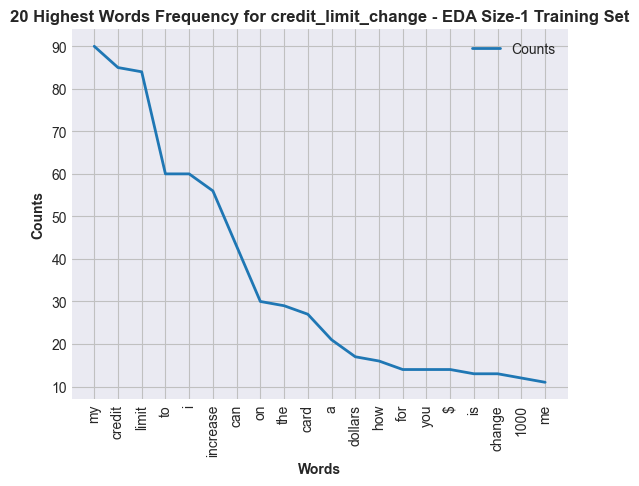 20 Highest Words Frequency for credit_limit_change - EDA Size-1 Training Set
Counts
90
80
70
60
50
40
30
20
10
Counts
my
credit
limit
to
i
increase
can
on
the
card
a
dollars
how
for
you
$
is
change
1000
me
Words